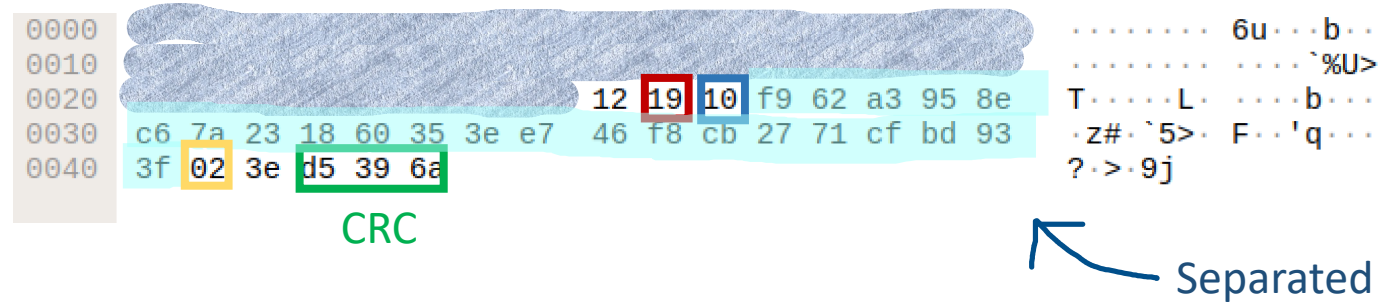 0000 ········ 6u···b··
0010 ········ ····`%U>
0020 12 19 10 f9 62 a3 95 8e T·····L· ····b···
0030 c6 7a 23 18 60 35 3e e7 46 f8 cb 27 71 cf bd 93 ·z#·`5>· F··'q···
0040 3f 02 3e d5 39 6a ?·>·9j
CRC
Separated